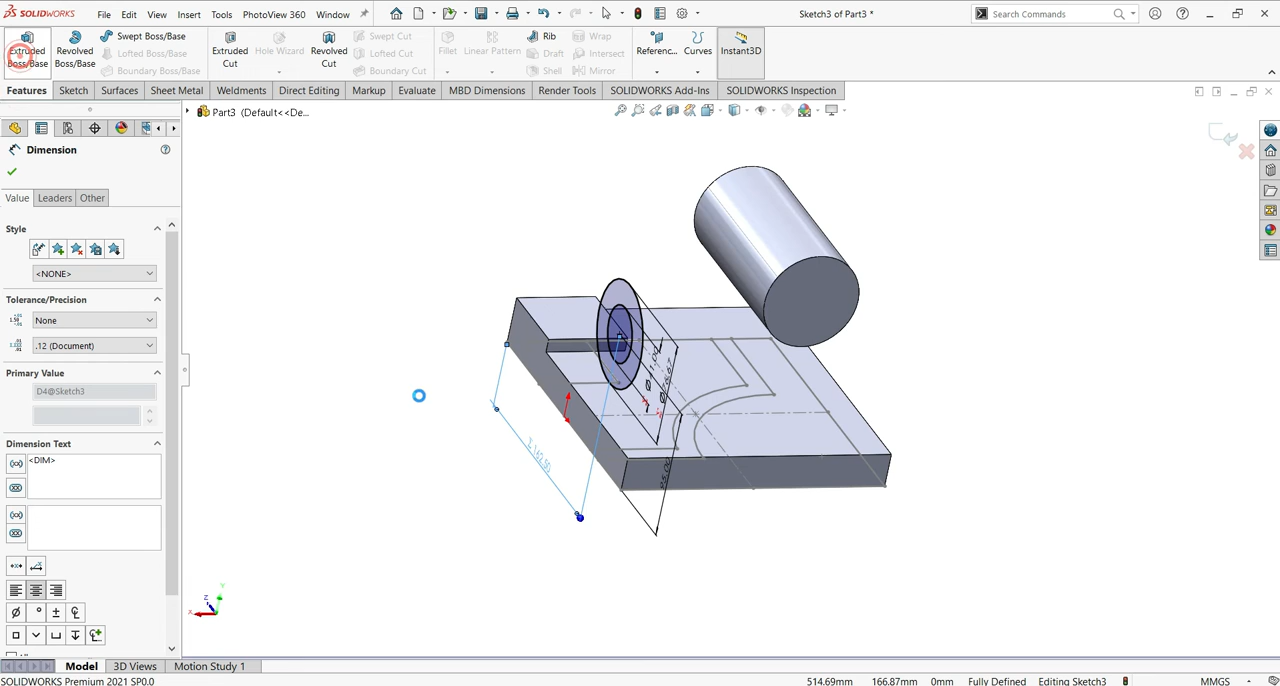 SOLIDWORKS File Edit View Insert Tools PhotoView 360 Window Sketch3 of Part3 * Search Commands
Extruded Boss/Base Revolved Boss/Base Swept Boss/Base Lofted Boss/Base Boundary Boss/Base Extruded Cut Hole Wizard Revolved Cut Swept Cut Lofted Cut Boundary Cut Fillet Linear Pattern Rib Draft Shell Wrap Intersect Mirror Referenc... Curves Instant3D
Features Sketch Surfaces Sheet Metal Weldments Direct Editing Markup Evaluate MBD Dimensions Render Tools SOLIDWORKS Add-Ins SOLIDWORKS Inspection
Part3 (Default<<De...
Dimension
Value Leaders Other
Style
<NONE>
Tolerance/Precision
None
.12 (Document)
Primary Value
D4@Sketch3
Dimension Text
<DIM>
162.50
95.00
Y
Z
X
Model 3D Views Motion Study 1
SOLIDWORKS Premium 2021 SP0.0 514.69mm 166.87mm 0mm Fully Defined Editing Sketch3 MMGS